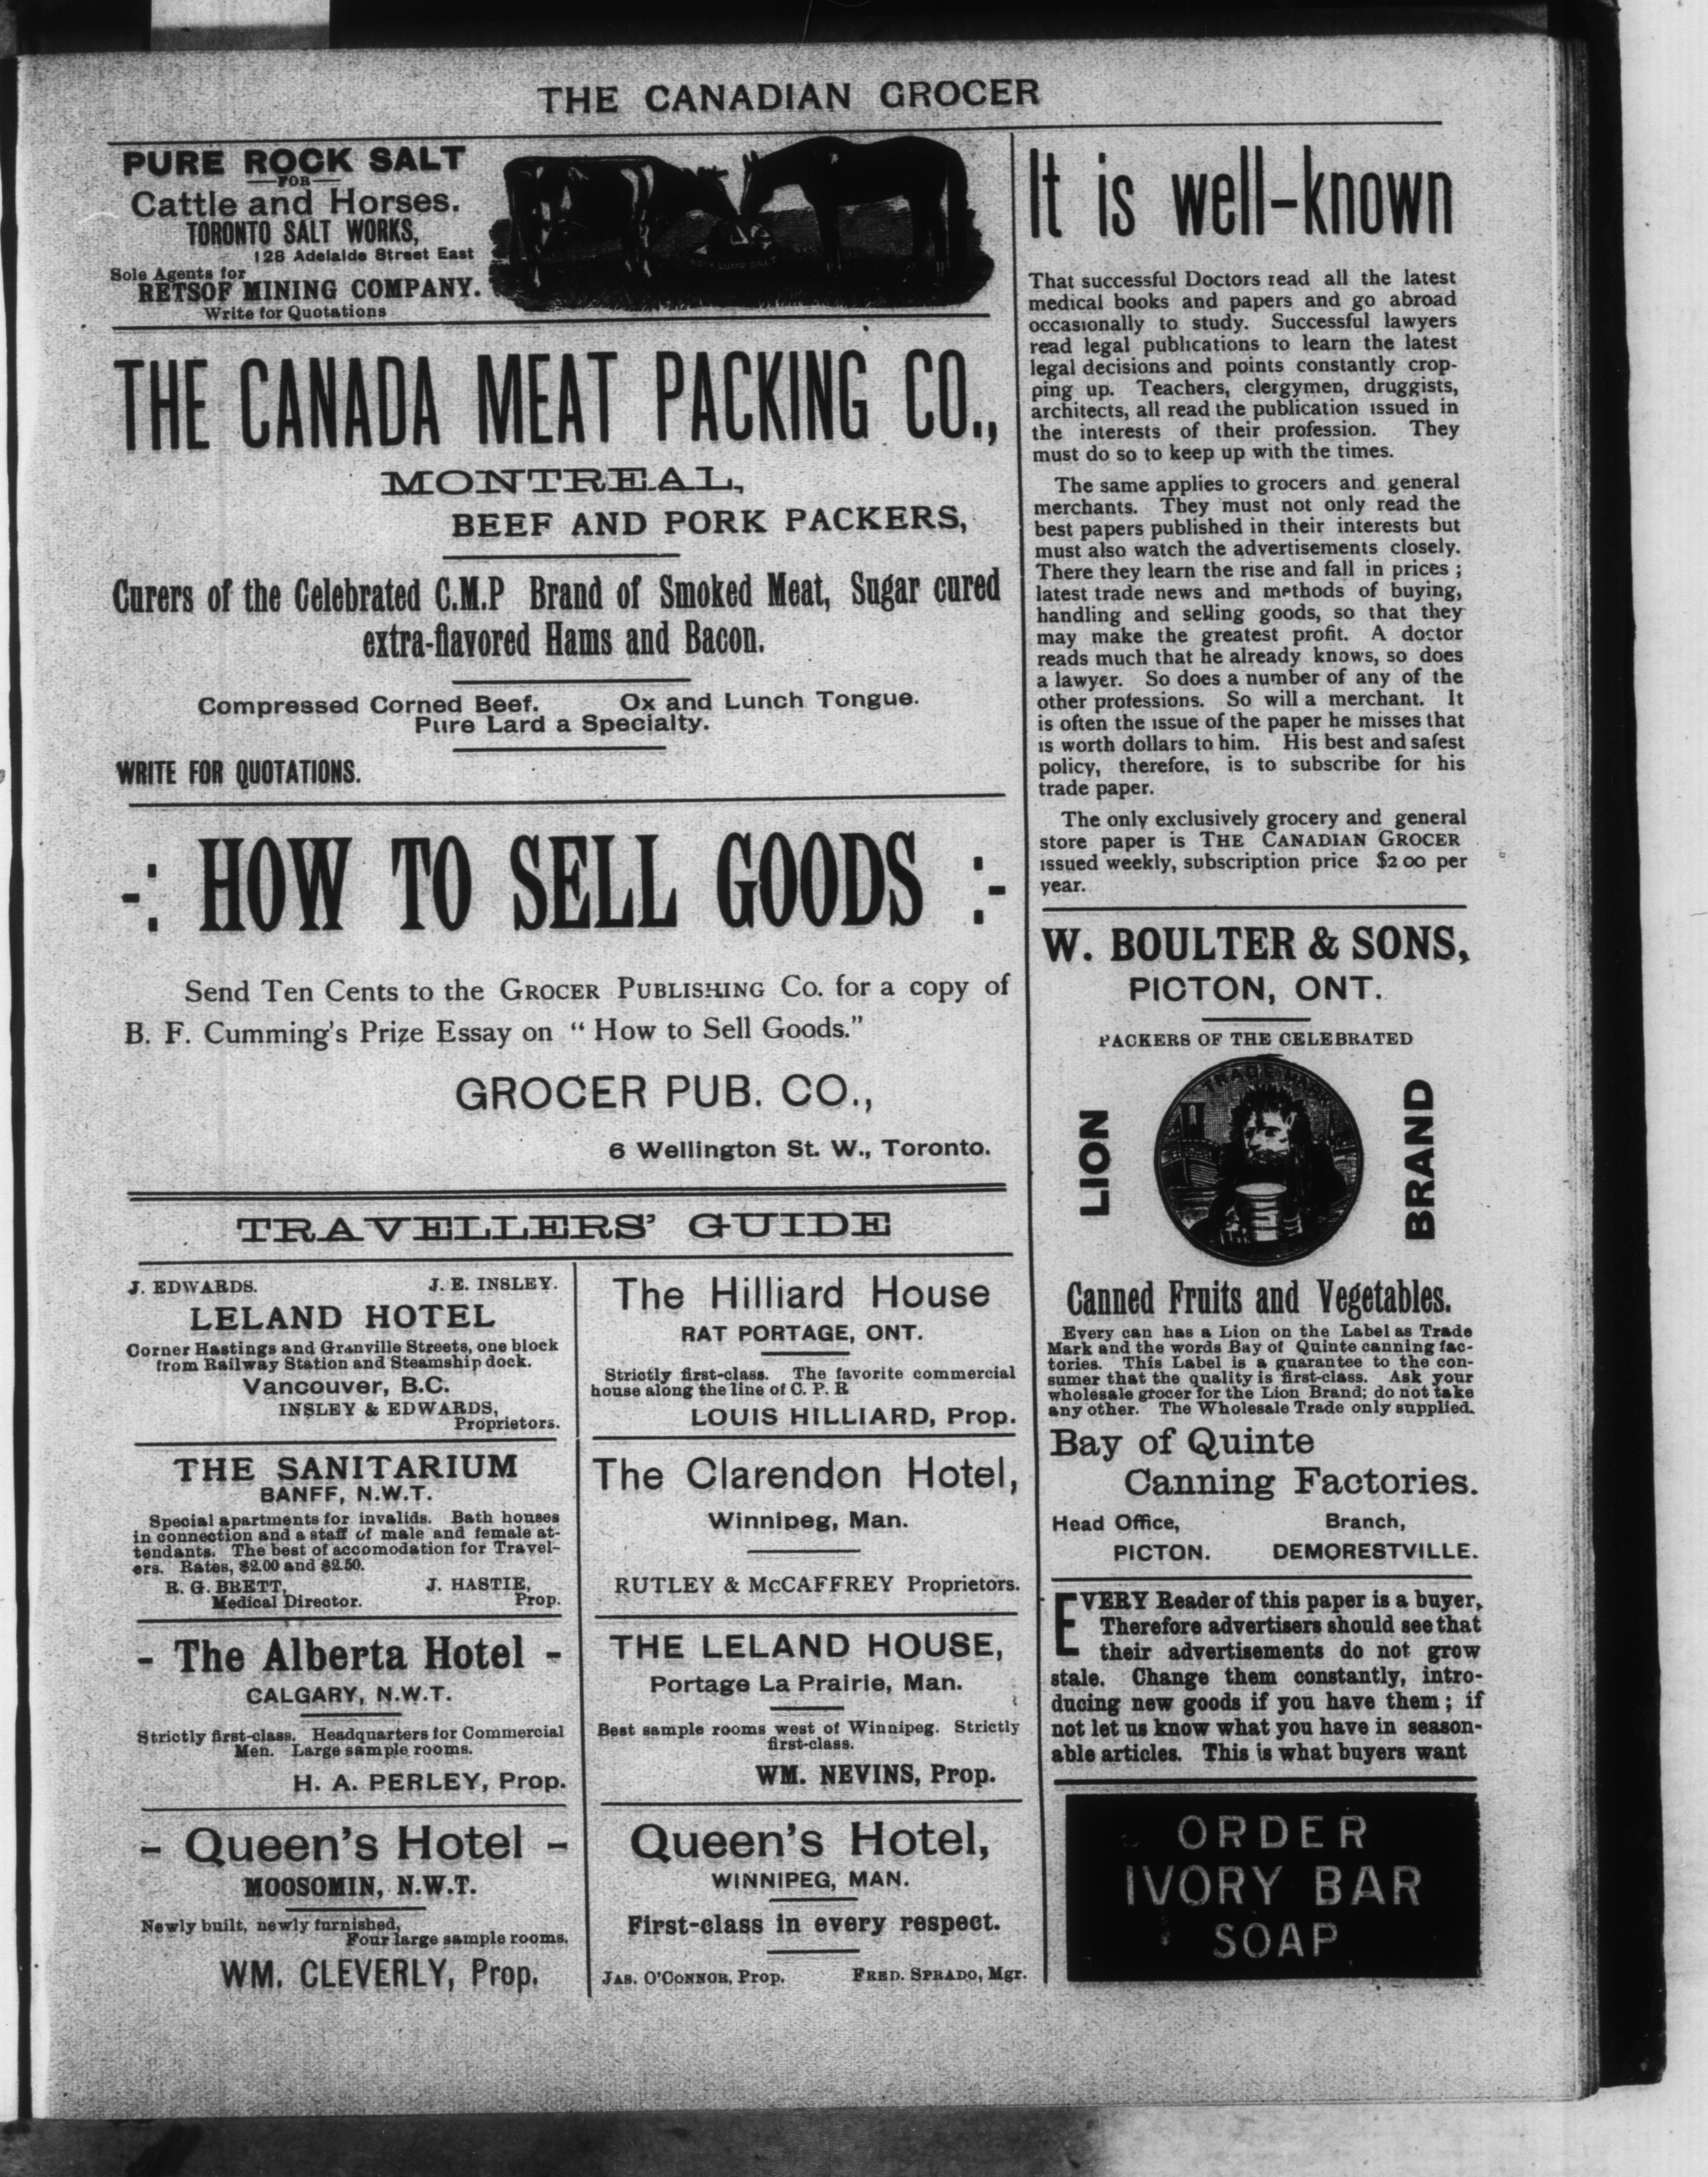 THE CANADIAN GROCER
PURE ROCK SALT
—FOR—
Cattle and Horses.
TORONTO SALT WORKS,
128 Adelaide Street East
Sole Agents for
RETSOF MINING COMPANY.
Write for Quotations
THE CANADA MEAT PACKING CO.,
MONTREAL,
BEEF AND PORK PACKERS,
Curers of the Celebrated C.M.P Brand of Smoked Meat, Sugar cured
extra-flavored Hams and Bacon.
Compressed Corned Beef. Ox and Lunch Tongue.
Pure Lard a Specialty.
WRITE FOR QUOTATIONS.
-: HOW TO SELL GOODS :-
Send Ten Cents to the GROCER PUBLISHING Co. for a copy of
B. F. Cumming's Prize Essay on "How to Sell Goods."
GROCER PUB. CO.,
6 Wellington St. W., Toronto.
TRAVELLERS' GUIDE
J. EDWARDS. J. E. INSLEY.
LELAND HOTEL
Corner Hastings and Granville Streets, one block
from Railway Station and Steamship dock.
Vancouver, B.C.
INSLEY & EDWARDS,
Proprietors.
THE SANITARIUM
BANFF, N.W.T.
Special apartments for invalids. Bath houses
in connection and a staff of male and female at-
tendants. The best of accomodation for Travel-
ers. Rates, $2.00 and $2.50.
R. G. BRETT, J. HASTIE,
Medical Director. Prop.
- The Alberta Hotel -
CALGARY, N.W.T.
Strictly first-class. Headquarters for Commercial
Men. Large sample rooms.
H. A. PERLEY, Prop.
- Queen's Hotel -
MOOSOMIN, N.W.T.
Newly built, newly furnished,
Four large sample rooms.
WM. CLEVERLY, Prop.
The Hilliard House
RAT PORTAGE, ONT.
Strictly first-class. The favorite commercial
house along the line of C. P. R
LOUIS HILLIARD, Prop.
The Clarendon Hotel,
Winnipeg, Man.
RUTLEY & McCAFFREY Proprietors.
THE LELAND HOUSE,
Portage La Prairie, Man.
Best sample rooms west of Winnipeg. Strictly
first-class.
WM. NEVINS, Prop.
Queen's Hotel,
WINNIPEG, MAN.
First-class in every respect.
JAS. O'CONNOR, Prop. FRED. SPRADO, Mgr.
It is well-known
That successful Doctors read all the latest
medical books and papers and go abroad
occasionally to study. Successful lawyers
read legal publications to learn the latest
legal decisions and points constantly crop-
ping up. Teachers, clergymen, druggists,
architects, all read the publication issued in
the interests of their profession. They
must do so to keep up with the times.
The same applies to grocers and general
merchants. They must not only read the
best papers published in their interests but
must also watch the advertisements closely.
There they learn the rise and fall in prices ;
latest trade news and methods of buying,
handling and selling goods, so that they
may make the greatest profit. A doctor
reads much that he already knows, so does
a lawyer. So does a number of any of the
other professions. So will a merchant. It
is often the issue of the paper he misses that
is worth dollars to him. His best and safest
policy, therefore, is to subscribe for his
trade paper.
The only exclusively grocery and general
store paper is THE CANADIAN GROCER
issued weekly, subscription price $2 00 per
year.
W. BOULTER & SONS,
PICTON, ONT.
PACKERS OF THE CELEBRATED
TRADE MARK
LION
BRAND
Canned Fruits and Vegetables.
Every can has a Lion on the Label as Trade
Mark and the words Bay of Quinte canning fac-
tories. This Label is a guarantee to the con-
sumer that the quality is first-class. Ask your
wholesale grocer for the Lion Brand; do not take
any other. The Wholesale Trade only supplied.
Bay of Quinte
Canning Factories.
Head Office, Branch,
PICTON. DEMORESTVILLE.
EVERY Reader of this paper is a buyer,
Therefore advertisers should see that
their advertisements do not grow
stale. Change them constantly, intro-
ducing new goods if you have them ; if
not let us know what you have in season-
able articles. This is what buyers want
ORDER
IVORY BAR
SOAP